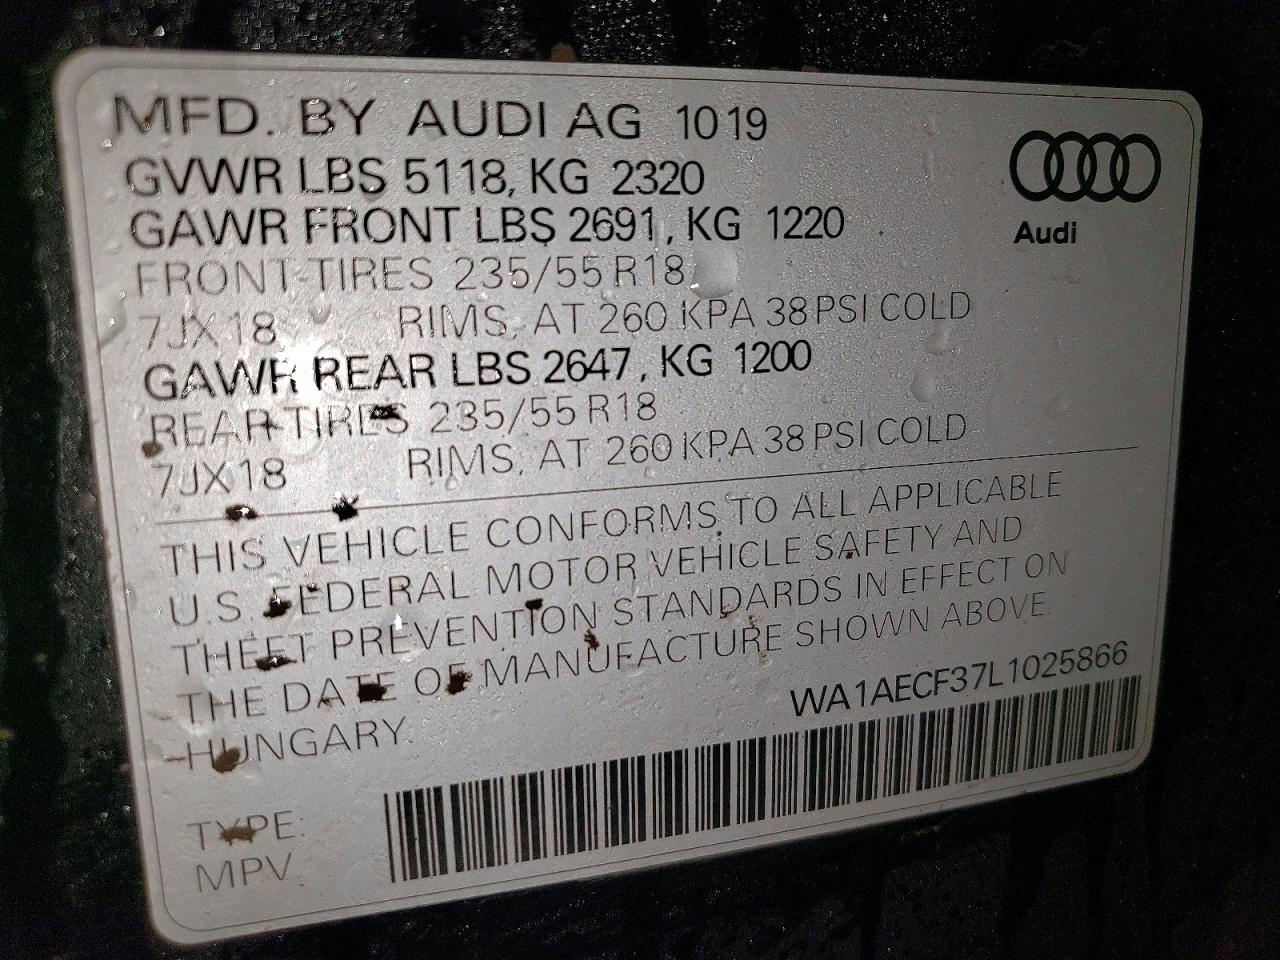 MFD. BY AUDI AG 10 19
GVWR LBS 5118, KG 2320
GAWR FRONT LBS 2691, KG 1220
FRONT-TIRES 235/55 R18
7JX18 RIMS, AT 260 KPA 38 PSI COLD
GAWR REAR LBS 2647, KG 1200
REAR-TIRES 235/55 R18
7JX18 RIMS, AT 260 KPA 38 PSI COLD
Audi
THIS VEHICLE CONFORMS TO ALL APPLICABLE
U.S. FEDERAL MOTOR VEHICLE SAFETY AND
THEFT PREVENTION STANDARDS IN EFFECT ON
THE DATE OF MANUFACTURE SHOWN ABOVE
HUNGARY.
WA1AECF37L1025866
TYPE:
MPV